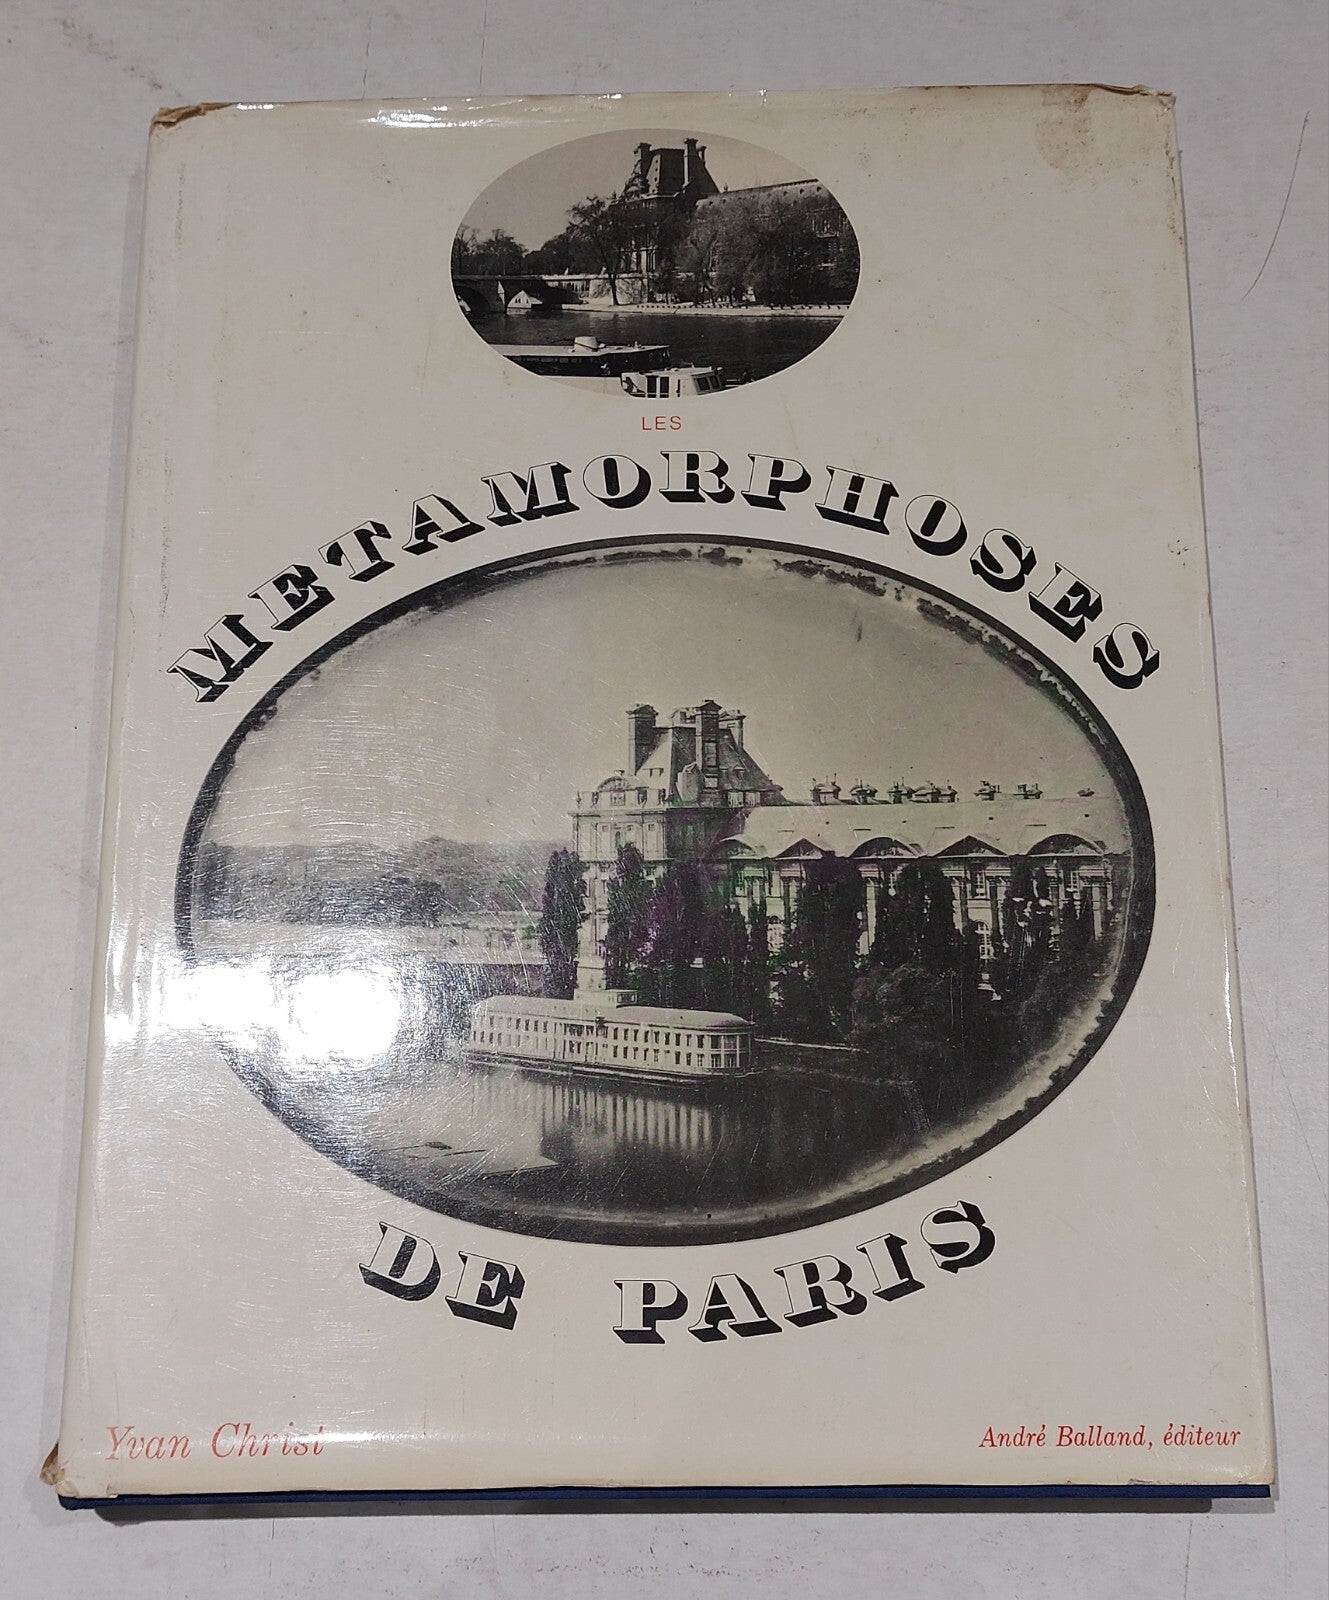 LES
METAMORPHOSES
DE PARIS
Yvan Christ
André Balland, éditeur